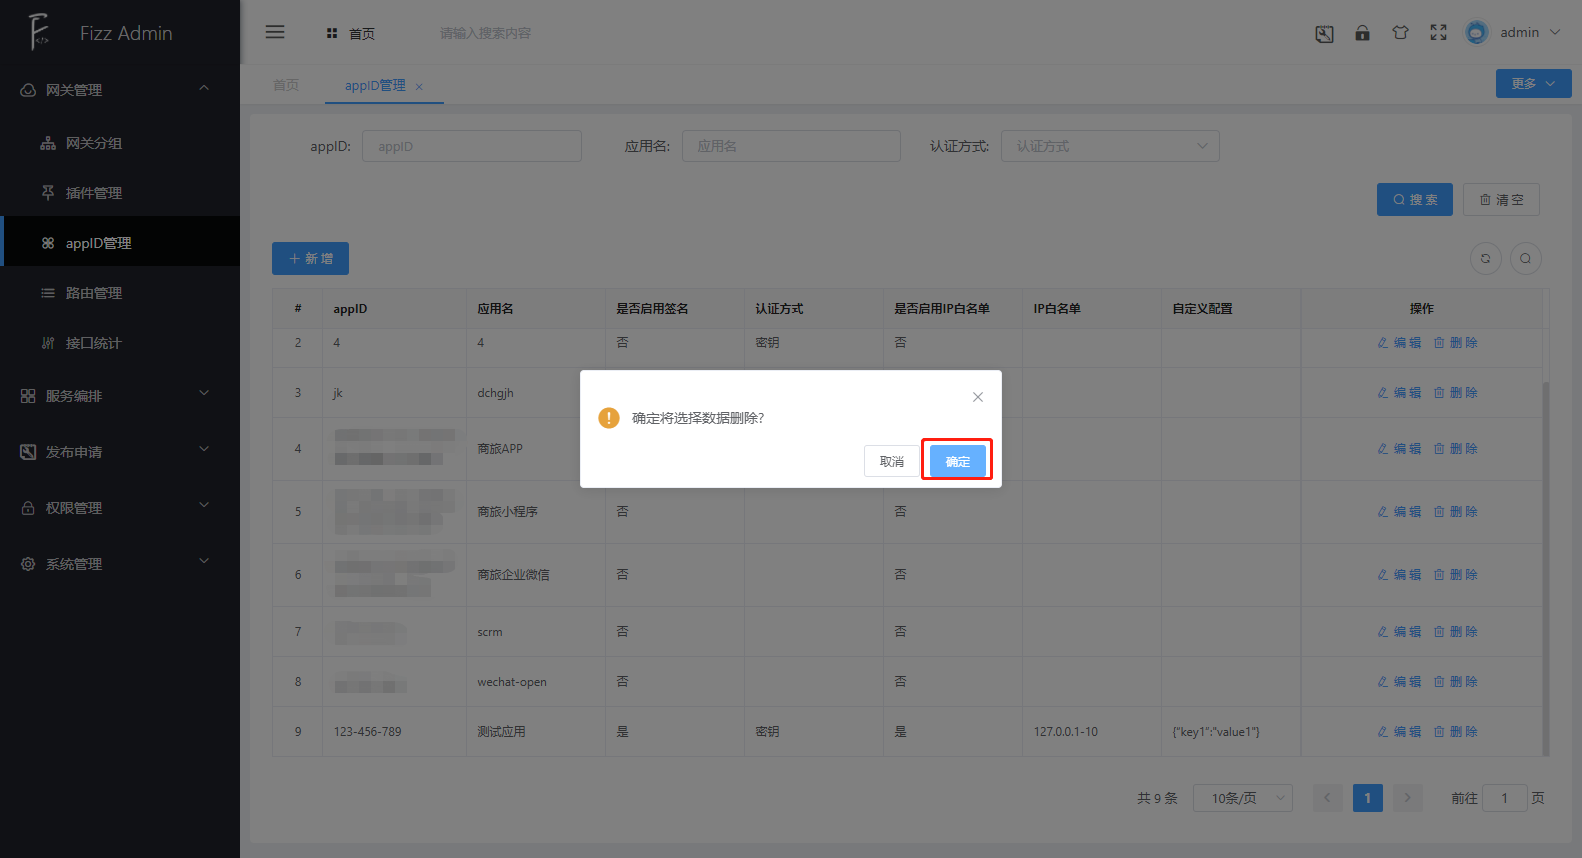 Fizz Admin
首页
请输入搜索内容
admin
网关管理
网关分组
插件管理
appID管理
路由管理
接口统计
服务编排
发布申请
权限管理
系统管理
首页 appID管理
更多
appID: appID 应用名: 应用名 认证方式: 认证方式
搜索 清空
新增
# appID 应用名 是否启用签名 认证方式 是否启用IP白名单 IP白名单 自定义配置 操作
2 4 4 否 密钥 否 编辑 删除
3 jk dchgjh 编辑 删除
确定将选择数据删除?
取消 确定
4 商旅APP 编辑 删除
5 商旅小程序 否 否 编辑 删除
6 商旅企业微信 否 否 编辑 删除
7 scrm 否 否 编辑 删除
8 wechat-open 否 否 编辑 删除
9 123-456-789 测试应用 是 密钥 是 127.0.0.1-10 {"key1":"value1"} 编辑 删除
共 9 条 10条/页 1 前往 1 页